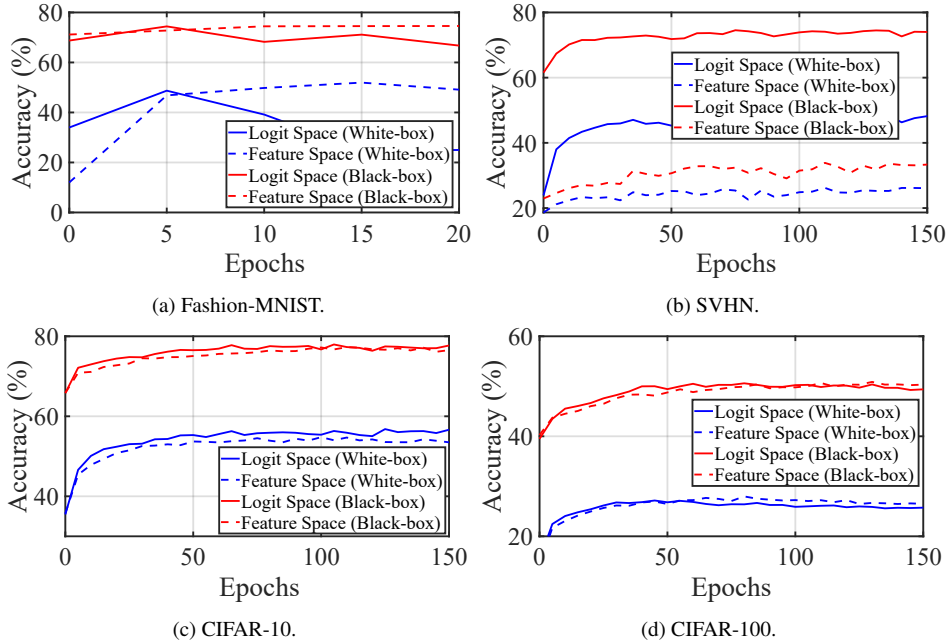 80
60
40
20
0
Accuracy (%)
Logit Space (White-box)
Feature Space (White-box)
Logit Space (Black-box)
Feature Space (Black-box)
0 5 10 15 20
Epochs
(a) Fashion-MNIST.
80
60
40
20
Accuracy (%)
Logit Space (White-box)
Feature Space (White-box)
Logit Space (Black-box)
Feature Space (Black-box)
0 50 100 150
Epochs
(b) SVHN.
80
60
40
Accuracy (%)
Logit Space (White-box)
Feature Space (White-box)
Logit Space (Black-box)
Feature Space (Black-box)
0 50 100 150
Epochs
(c) CIFAR-10.
60
40
20
Accuracy (%)
Logit Space (White-box)
Feature Space (White-box)
Logit Space (Black-box)
Feature Space (Black-box)
0 50 100 150
Epochs
(d) CIFAR-100.